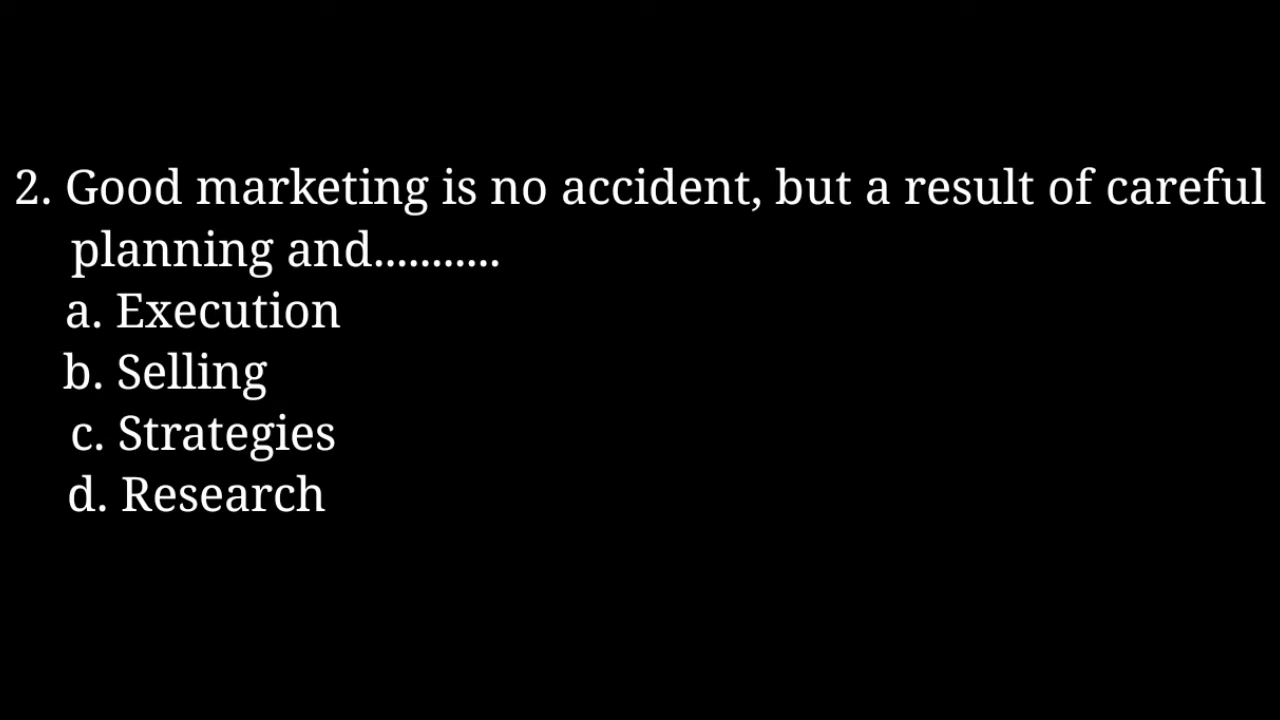 2. Good marketing is no accident, but a result of careful
planning and...........
a. Execution
b. Selling
c. Strategies
d. Research